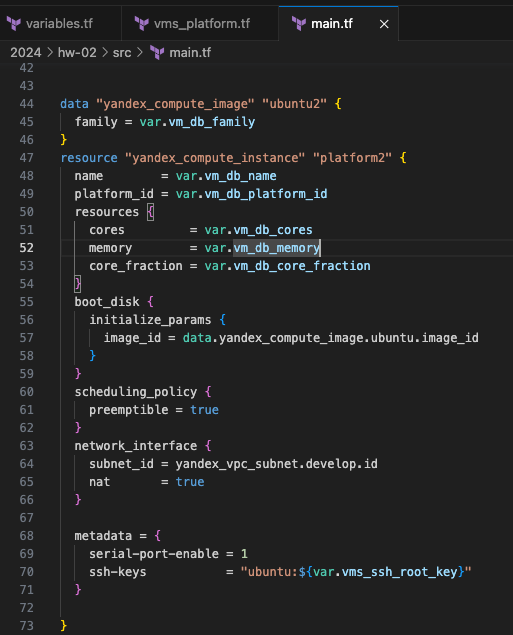 variables.tf vms_platform.tf main.tf ×
2024 > hw-02 > src > main.tf
42
43
44 data "yandex_compute_image" "ubuntu2" {
45   family = var.vm_db_family
46 }
47 resource "yandex_compute_instance" "platform2" {
48   name        = var.vm_db_name
49   platform_id = var.vm_db_platform_id
50   resources {
51     cores         = var.vm_db_cores
52     memory        = var.vm_db_memory
53     core_fraction = var.vm_db_core_fraction
54   }
55   boot_disk {
56     initialize_params {
57       image_id = data.yandex_compute_image.ubuntu.image_id
58     }
59   }
60   scheduling_policy {
61     preemptible = true
62   }
63   network_interface {
64     subnet_id = yandex_vpc_subnet.develop.id
65     nat       = true
66   }
67
68   metadata = {
69     serial-port-enable = 1
70     ssh-keys           = "ubuntu:${var.vms_ssh_root_key}"
71   }
72
73 }